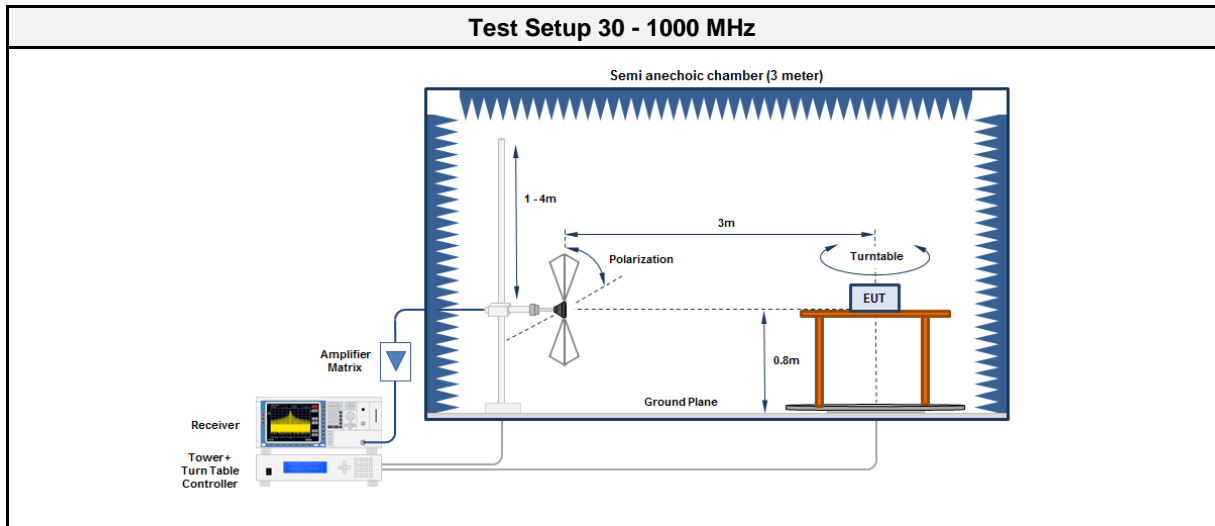 Test Setup 30 - 1000 MHz
Semi anechoic chamber (3 meter)
1 - 4m
3m
Polarization
Turntable
EUT
Amplifier
Matrix
0.8m
Ground Plane
Receiver
Tower+
Turn Table
Controller